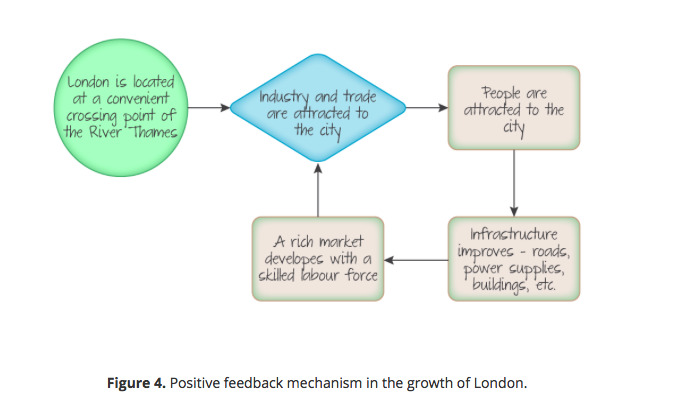 London is located
at a convenient
crossing point of
the River Thames
Industry and trade
are attracted to
the city
People are
attracted to the
city
Infrastructure
improves - roads,
power supplies,
buildings, etc.
A rich market
developes with a
skilled labour force
Figure 4. Positive feedback mechanism in the growth of London.